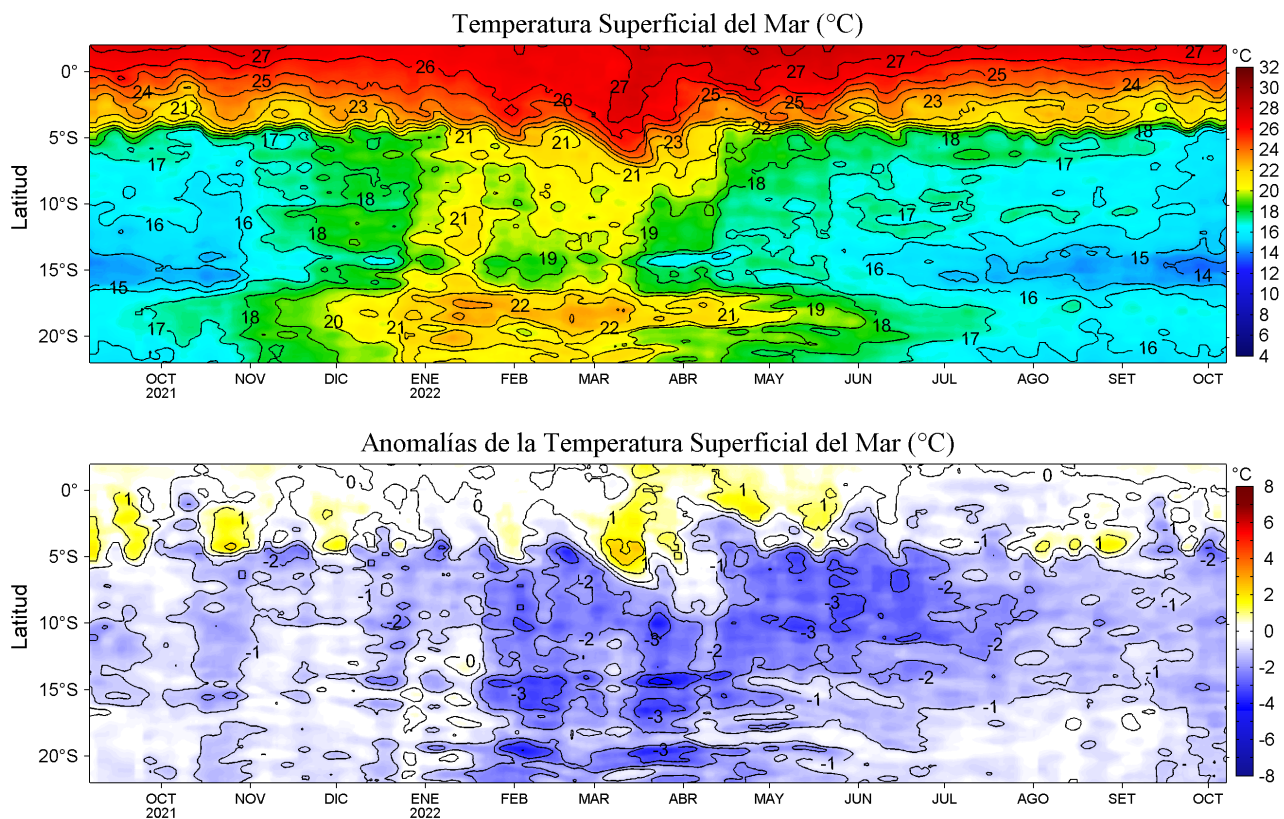 Temperatura Superficial del Mar (°C)
27 27 27 27 27
26 26 25
25 25 25
24 24
21 23 23
22
17 21 21 23 18 18
17 21 17
18
18
16 16 21 17
18 19 16
19
15 16 15
14
16
17 18 20 21 22 22 21 19 18 17
16 16
0°
5°S
10°S
15°S
20°S
Latitud
OCT NOV DIC ENE FEB MAR ABR MAY JUN JUL AGO SET OCT
2021 2022
°C
32
30
28
26
24
22
20
18
16
14
12
10
8
6
4
Anomalías de la Temperatura Superficial del Mar (°C)
0 0
1 0 1 1 1
1 -1
-2 1 -1 -1 1 -2
-1 -2 -3 -1
-2 -2 -3 -3 -2
-1 0 -2 -2 -1
-3 -1 -1
-3
-1 -3 -1
0°
5°S
10°S
15°S
20°S
Latitud
OCT NOV DIC ENE FEB MAR ABR MAY JUN JUL AGO SET OCT
2021 2022
°C
8
6
4
2
0
-2
-4
-6
-8